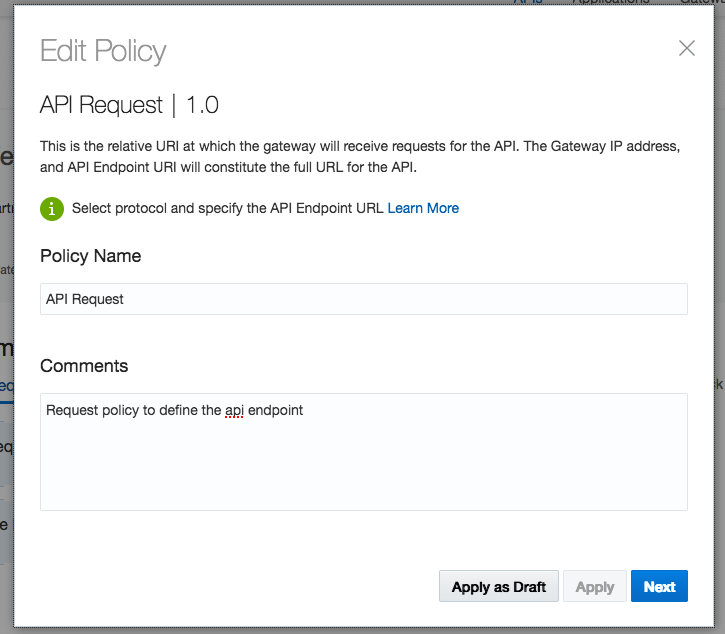 APIs Applications
Edit Policy
API Request | 1.0
This is the relative URI at which the gateway will receive requests for the API. The Gateway IP address,
and API Endpoint URI will constitute the full URL for the API.
i Select protocol and specify the API Endpoint URL Learn More
Policy Name
API Request
Comments
Request policy to define the api endpoint
Apply as Draft Apply Next